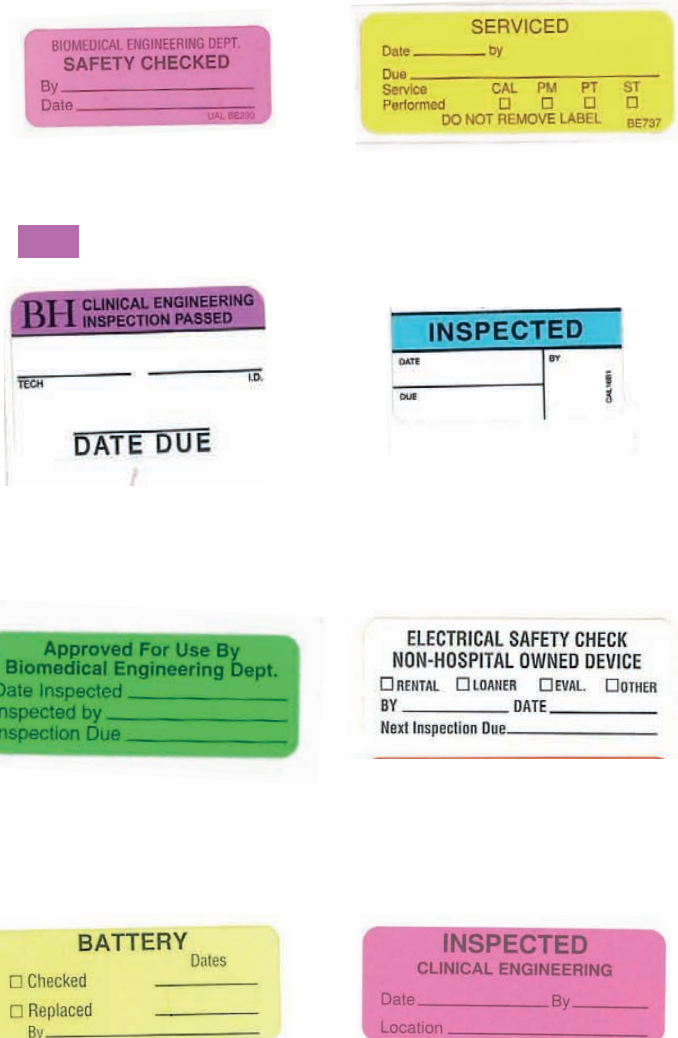 BIOMEDICAL ENGINEERING DEPT.
SAFETY CHECKED
By
Date
UAL BE290
SERVICED
Date by
Due
Service CAL PM PT ST
Performed
DO NOT REMOVE LABEL BE737
BH CLINICAL ENGINEERING
INSPECTION PASSED
TECH I.D.
DATE DUE
INSPECTED
DATE BY
DUE
Approved For Use By
Biomedical Engineering Dept.
Date Inspected
Inspected by
Inspection Due
ELECTRICAL SAFETY CHECK
NON-HOSPITAL OWNED DEVICE
RENTAL LOANER EVAL. OTHER
BY DATE
Next Inspection Due
BATTERY
Dates
Checked
Replaced
By
INSPECTED
CLINICAL ENGINEERING
Date By
Location